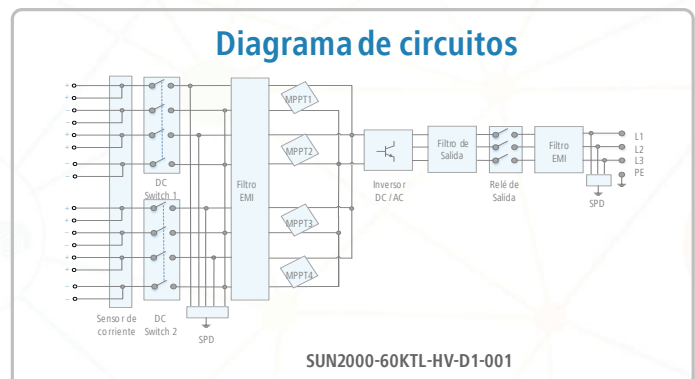 Diagrama de circuitos
MPPT1
MPPT2
MPPT3
MPPT4
DC
Switch 1
Filtro
EMI
Inversor
DC / AC
Filtro de
Salida
Relé de
Salida
Filtro
EMI
L1
L2
L3
PE
SPD
Sensor de
corriente
DC
Switch 2
SPD
SUN2000-60KTL-HV-D1-001